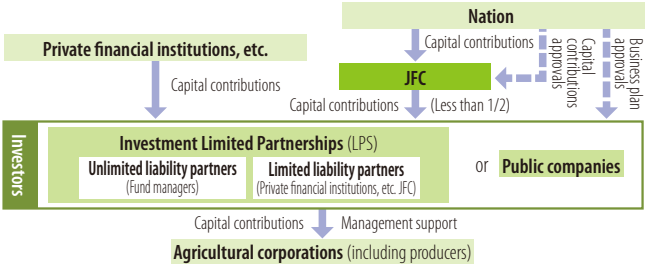 Nation
Private financial institutions, etc.
Capital contributions
Capital
contributions
approvals
Business plan
approvals
Capital contributions
JFC
Capital contributions (Less than 1/2)
Investors
Investment Limited Partnerships (LPS)
Unlimited liability partners
(Fund managers)
Limited liability partners
(Private financial institutions, etc. JFC)
or Public companies
Capital contributions Management support
Agricultural corporations (including producers)